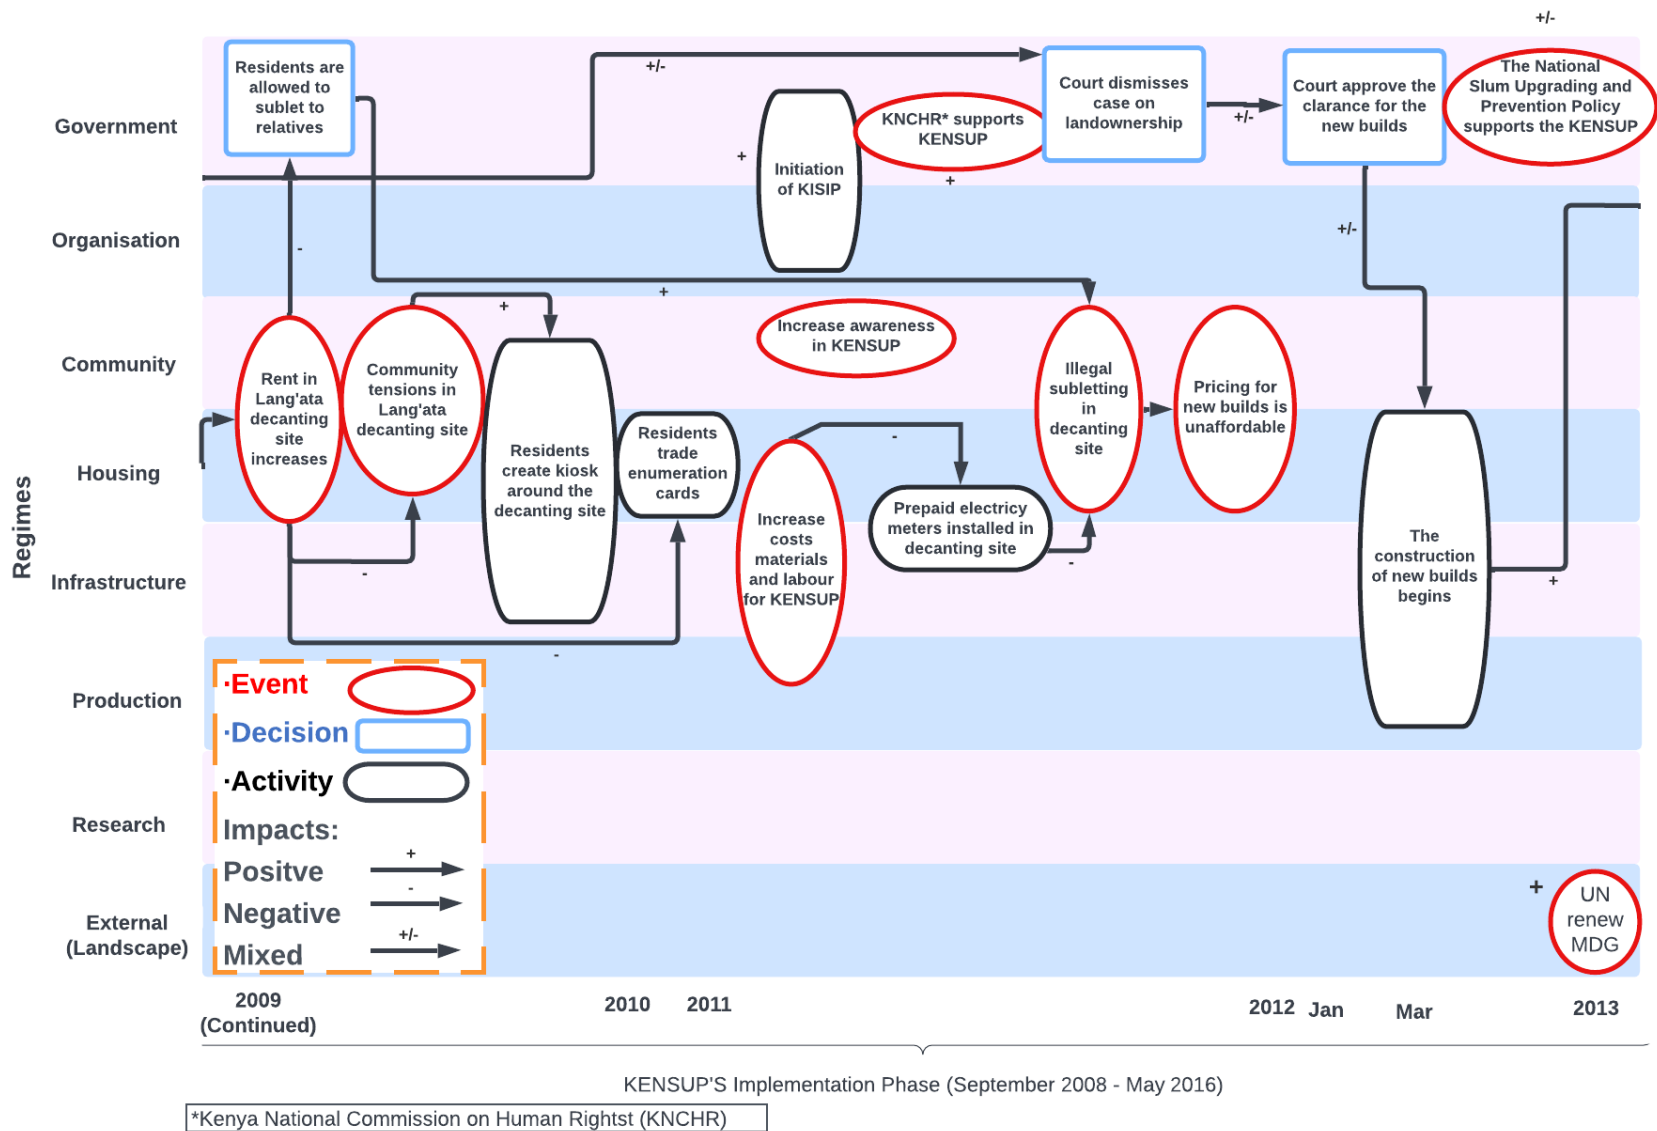 +/-
Residents are
allowed to
sublet to
relatives
+/-
Court dismisses
case on
landownership
+/-
Court approve the
clarance for the
new builds
The National
Slum Upgrading and
Prevention Policy
supports the KENSUP
Government
+
Initiation
of KISIP
KNCHR* supports
KENSUP
+
Organisation
-
+
+/-
Community
+
Rent in
Lang'ata
decanting
site
increases
Community
tensions in
Lang'ata
decanting site
Increase awareness
in KENSUP
Illegal
subletting
in
decanting
site
Pricing for
new builds is
unaffordable
Regimes
Housing
Residents
create kiosk
around the
decanting site
Residents
trade
enumeration
cards
-
Prepaid electricy
meters installed in
decanting site
-
Increase
costs
materials
and labour
for KENSUP
The
construction
of new builds
begins
+
Infrastructure
-
-
Production
Research
External
(Landscape)
·Event
·Decision
·Activity
Impacts:
Positve
+
Negative
-
Mixed
+/-
+
UN
renew
MDG
2009
(Continued)
2010
2011
2012
Jan
Mar
2013
KENSUP'S Implementation Phase (September 2008 - May 2016)
*Kenya National Commission on Human Rightst (KNCHR)